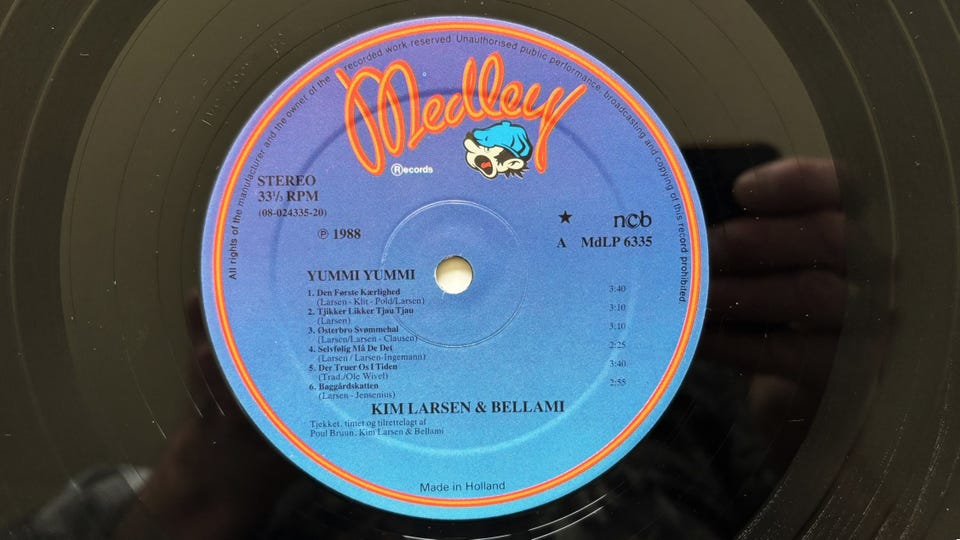 All rights of the manufacturer and the owner of the recorded work reserved. Unauthorised public performance, broadcasting and copying of this record prohibited.
Medley
Records
STEREO
33⅓ RPM
(08-024335-20)
℗ 1988
★ ncb
A MdLP 6335
YUMMI YUMMI
1. Den Første Kærlighed 3:40
(Larsen - Klit - Pold/Larsen)
2. Tjikker Likker Tjau Tjau 3:10
(Larsen)
3. Østerbro Svømmehal 3:10
(Larsen/Larsen - Clausen)
4. Selvfølig Må De Det 2:25
(Larsen / Larsen-Ingemann)
5. Der Truer Os I Tiden 3:40
(Trad./Ole Wivel)
6. Baggårdskatten 2:55
(Larsen - Jensenius)
KIM LARSEN & BELLAMI
Tjekket, timet og tilrettelagt af
Poul Bruun, Kim Larsen & Bellami
Made in Holland